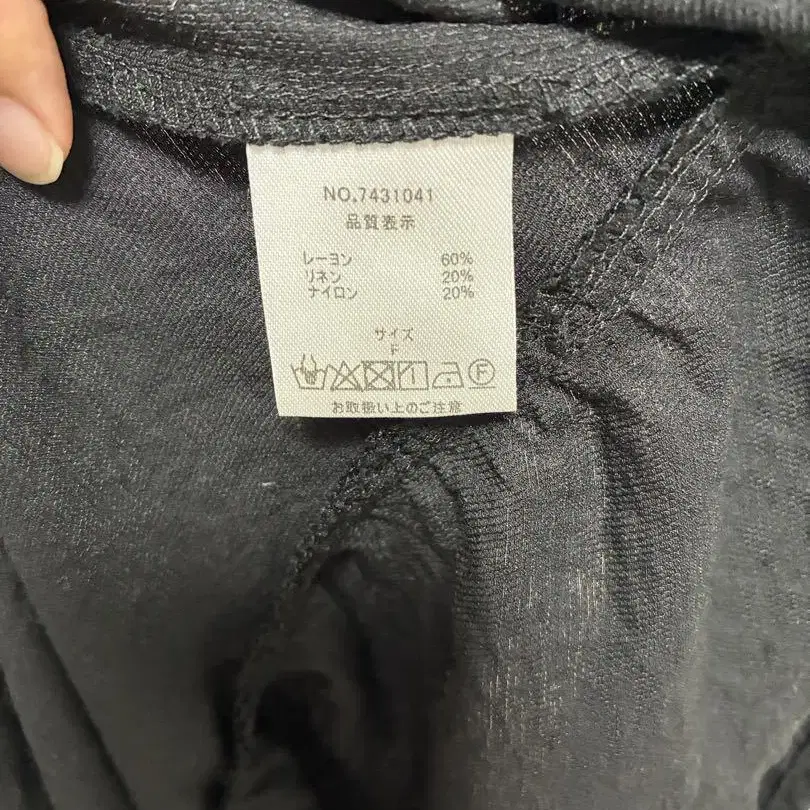 NO.7431041
品質表示
レーヨン 60%
リネン 20%
ナイロン 20%
サイズ
F
F
お取扱い上のご注意